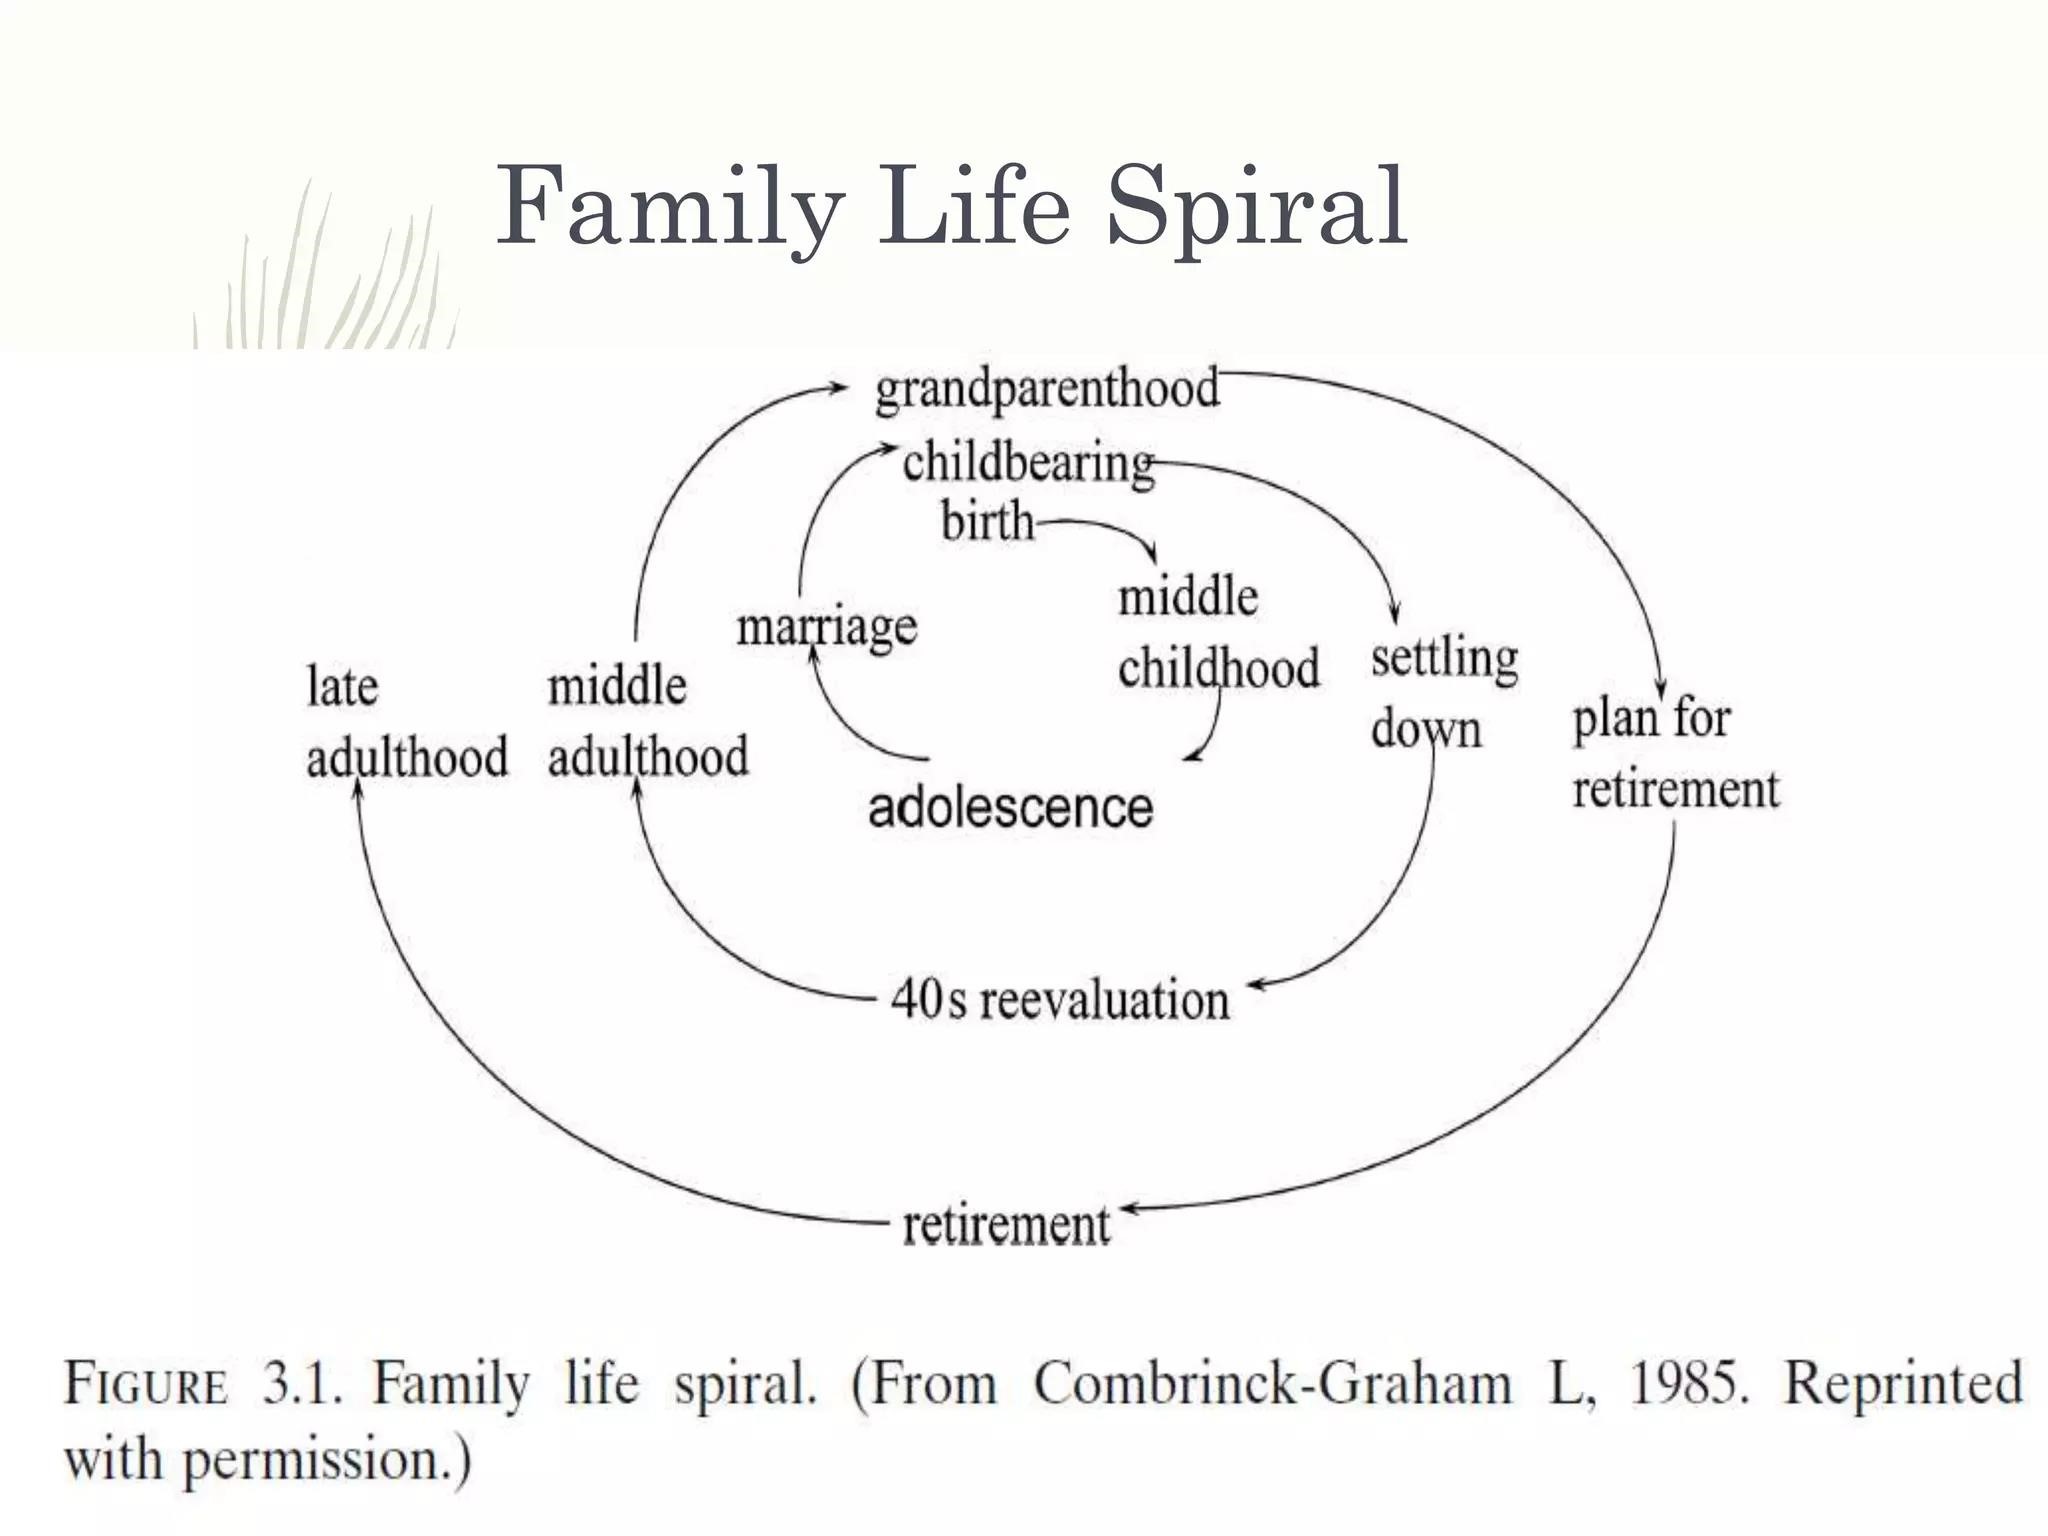 Family Life Spiral
grandparenthood
childbearing
birth
middle
childhood
marriage
settling
down
late
adulthood
middle
adulthood
plan for
retirement
adolescence
40s reevaluation
retirement
FIGURE 3.1. Family life spiral. (From Combrinck-Graham L, 1985. Reprinted
with permission.)